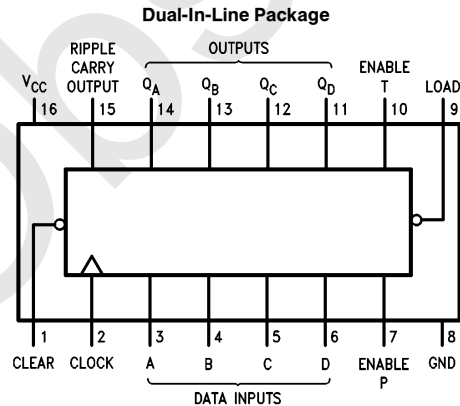 Dual-In-Line Package
OUTPUTS
RIPPLE
CARRY
OUTPUT
VCC
QA
QB
QC
QD
ENABLE
T
LOAD
16
15
14
13
12
11
10
9
1
2
3
4
5
6
7
8
CLEAR
CLOCK
A
B
C
D
ENABLE
P
GND
DATA INPUTS